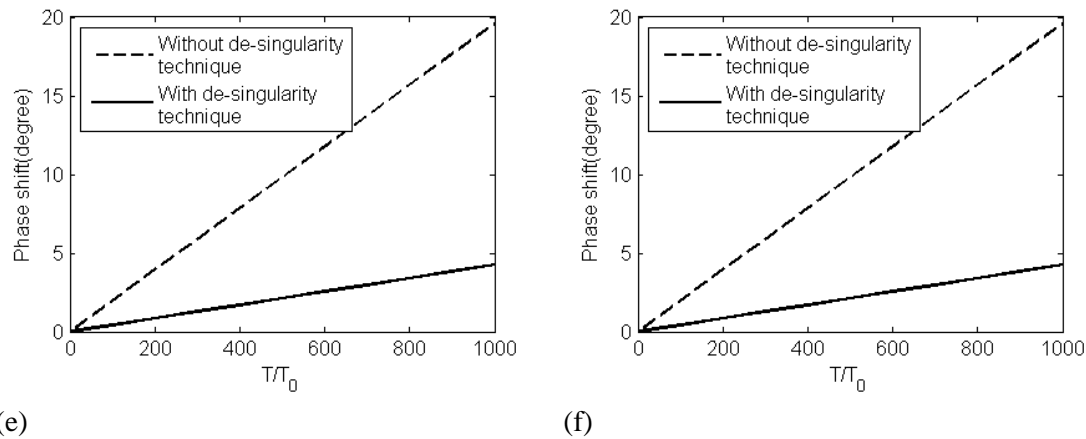 20
15
10
5
0
Phase shift(degree)
Without de-singularity
technique
With de-singularity
technique
0 200 400 600 800 1000
T/T0
(e)
20
15
10
5
0
Phase shift(degree)
Without de-singularity
technique
With de-singularity
technique
0 200 400 600 800 1000
T/T0
(f)